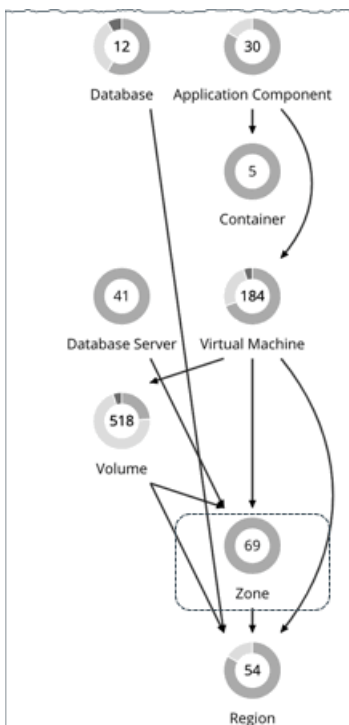 12
30
Database
Application Component
5
Container
41
184
Database Server
Virtual Machine
518
Volume
69
Zone
54
Region